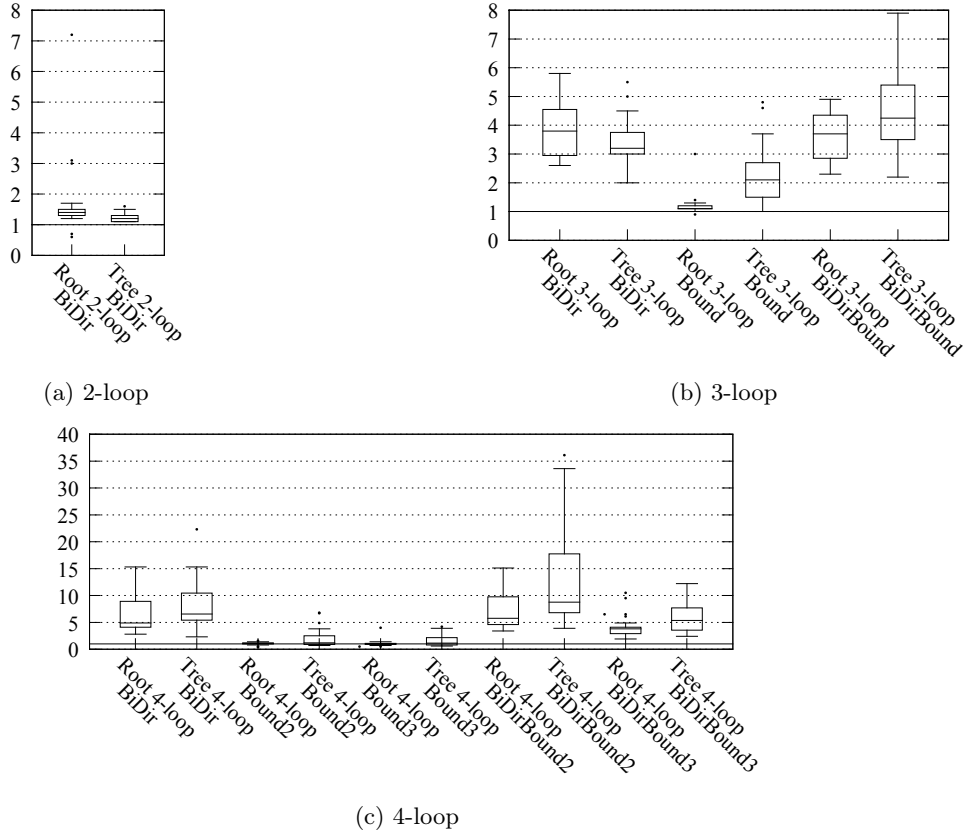 8
7
6
5
4
3
2
1
0
Root 2-loop
BiDir
Tree 2-loop
BiDir
(a) 2-loop
8
7
6
5
4
3
2
1
0
Root 3-loop
BiDir
Tree 3-loop
BiDir
Root 3-loop
Bound
Tree 3-loop
Bound
Root 3-loop
BiDirBound
Tree 3-loop
BiDirBound
(b) 3-loop
40
35
30
25
20
15
10
5
0
Root 4-loop
BiDir
Tree 4-loop
BiDir
Root 4-loop
Bound2
Tree 4-loop
Bound2
Root 4-loop
Bound3
Tree 4-loop
Bound3
Root 4-loop
BiDirBound2
Tree 4-loop
BiDirBound2
Root 4-loop
BiDirBound3
Tree 4-loop
BiDirBound3
(c) 4-loop